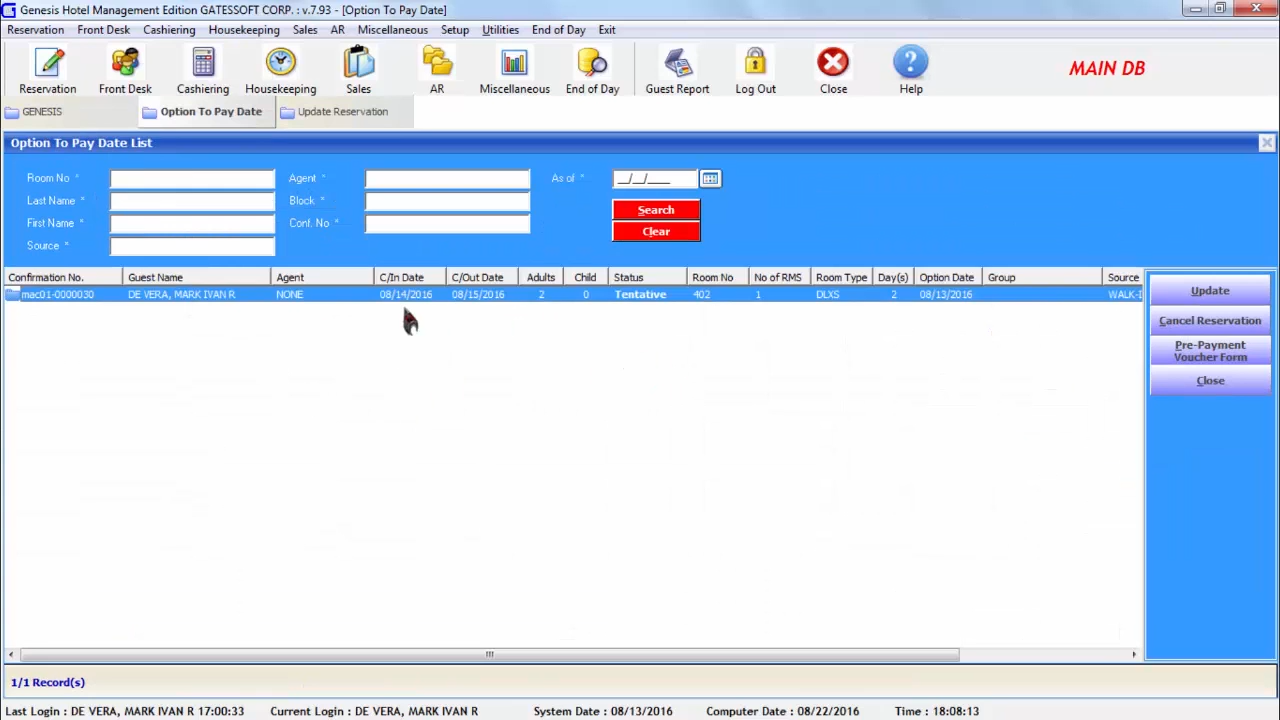 Genesis Hotel Management Edition GATESSOFT CORP. : v.7.93 - [Option To Pay Date]
Reservation Front Desk Cashiering Housekeeping Sales AR Miscellaneous Setup Utilities End of Day Exit
Reservation Front Desk Cashiering Housekeeping Sales AR Miscellaneous End of Day Guest Report Log Out Close Help
MAIN DB
GENESIS Option To Pay Date Update Reservation
Option To Pay Date List
Room No * Agent * As of * __/__/____
Last Name * Block * Search
First Name * Conf. No * Clear
Source *
Confirmation No. Guest Name Agent C/In Date C/Out Date Adults Child Status Room No No of RMS Room Type Day(s) Option Date Group Source
mac01-0000030 DE VERA, MARK IVAN R NONE 08/14/2016 08/15/2016 2 0 Tentative 402 1 DLXS 2 08/13/2016 WALK-I
Update
Cancel Reservation
Pre-Payment
Voucher Form
Close
1/1 Record(s)
Last Login : DE VERA, MARK IVAN R 17:00:33 Current Login : DE VERA, MARK IVAN R System Date : 08/13/2016 Computer Date : 08/22/2016 Time : 18:08:13